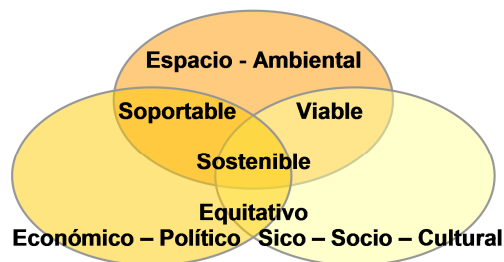 Espacio - Ambiental
Soportable
Viable
Sostenible
Equitativo
Económico – Político
Sico – Socio – Cultural